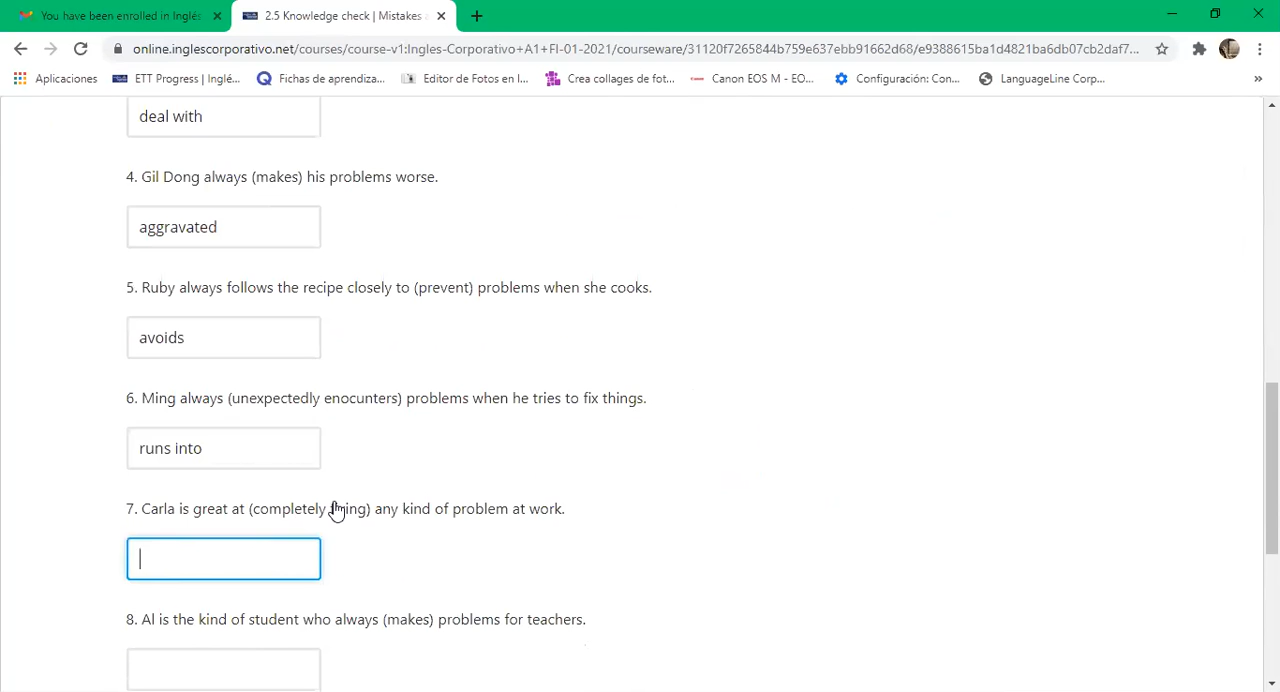 You have been enrolled in Inglés
2.5 Knowledge check | Mistakes a
online.inglescorporativo.net/courses/course-v1:Ingles-Corporativo+A1+FI-01-2021/courseware/31120f7265844b759e637ebb91662d68/e9388615ba1d4821ba6db07cb2daf7...
Aplicaciones
ETT Progress | Inglé...
Fichas de aprendiza...
Editor de Fotos en l...
Crea collages de fot...
Canon EOS M - EO...
Configuración: Con...
LanguageLine Corp...
»
deal with
4. Gil Dong always (makes) his problems worse.
aggravated
5. Ruby always follows the recipe closely to (prevent) problems when she cooks.
avoids
6. Ming always (unexpectedly enocunters) problems when he tries to fix things.
runs into
7. Carla is great at (completely any kind of problem at work.
8. Al is the kind of student who always (makes) problems for teachers.